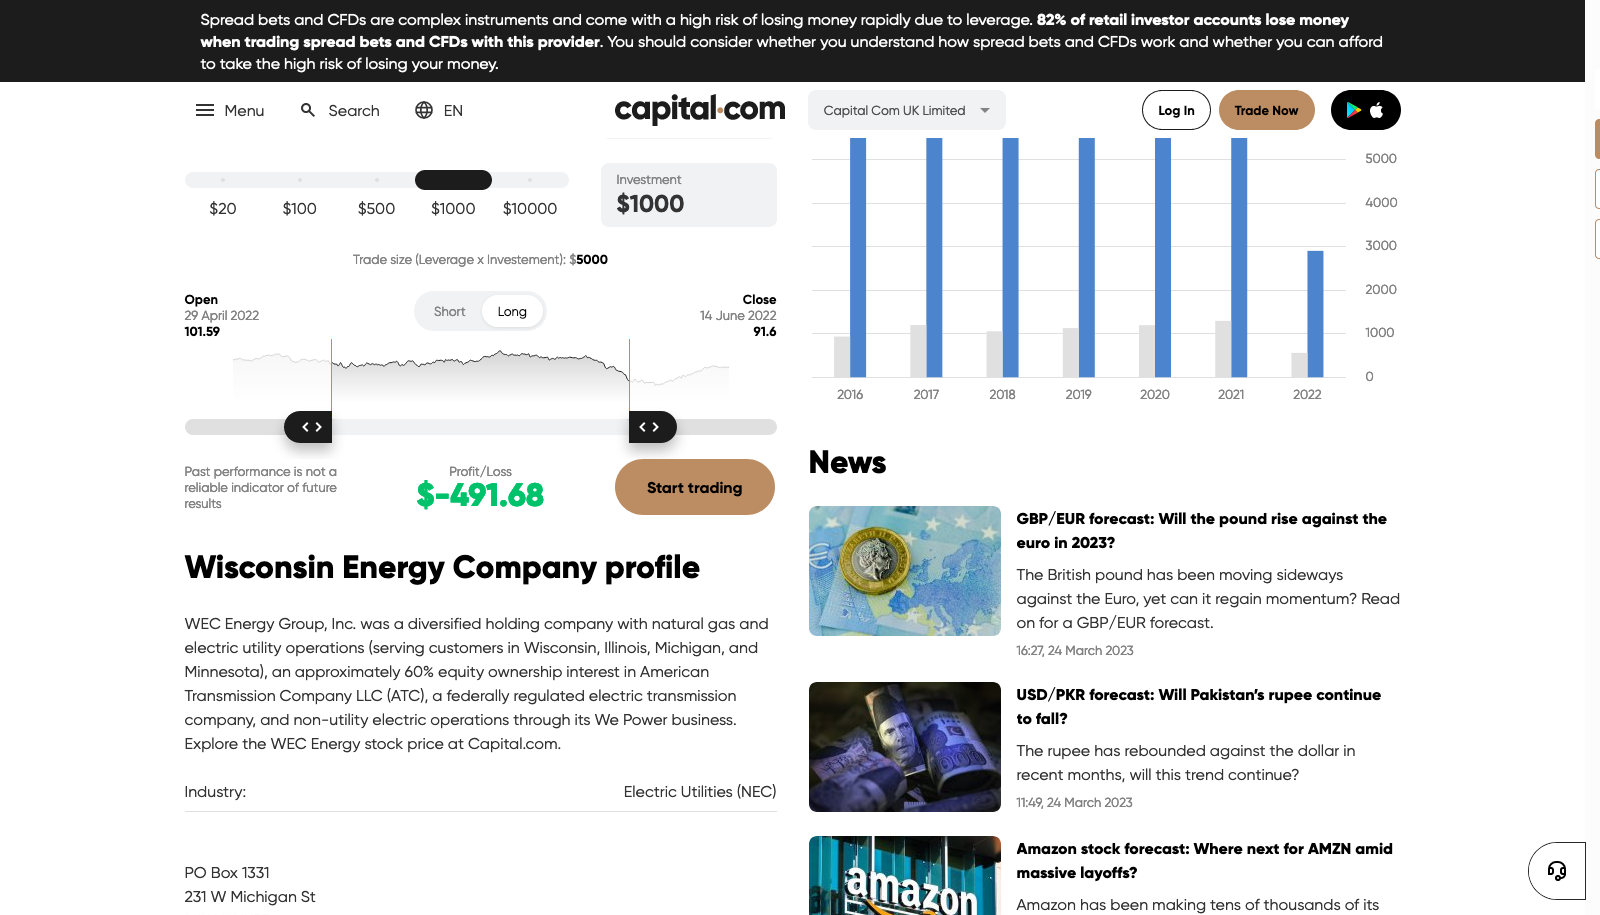 Spread bets and CFDs are complex instruments and come with a high risk of losing money rapidly due to leverage. 82% of retail investor accounts lose money
when trading spread bets and CFDs with this provider. You should consider whether you understand how spread bets and CFDs work and whether you can afford
to take the high risk of losing your money.
Menu
Search
EN
capital.com
Capital Com UK Limited
Log In
Trade Now
$20
$100
$500
$1000
$10000
Investment
$1000
Trade size (Leverage x Investement): $5000
Open
29 April 2022
101.59
Short
Long
Close
14 June 2022
91.6
Past performance is not a
reliable indicator of future
results
Profit/Loss
$-491.68
Start trading
Wisconsin Energy Company profile
WEC Energy Group, Inc. was a diversified holding company with natural gas and
electric utility operations (serving customers in Wisconsin, Illinois, Michigan, and
Minnesota), an approximately 60% equity ownership interest in American
Transmission Company LLC (ATC), a federally regulated electric transmission
company, and non-utility electric operations through its We Power business.
Explore the WEC Energy stock price at Capital.com.
Industry:
Electric Utilities (NEC)
PO Box 1331
231 W Michigan St
5000
4000
3000
2000
1000
0
2016
2017
2018
2019
2020
2021
2022
News
GBP/EUR forecast: Will the pound rise against the
euro in 2023?
The British pound has been moving sideways
against the Euro, yet can it regain momentum? Read
on for a GBP/EUR forecast.
16:27, 24 March 2023
USD/PKR forecast: Will Pakistan’s rupee continue
to fall?
The rupee has rebounded against the dollar in
recent months, will this trend continue?
11:49, 24 March 2023
amazon
Amazon stock forecast: Where next for AMZN amid
massive layoffs?
Amazon has been making tens of thousands of its